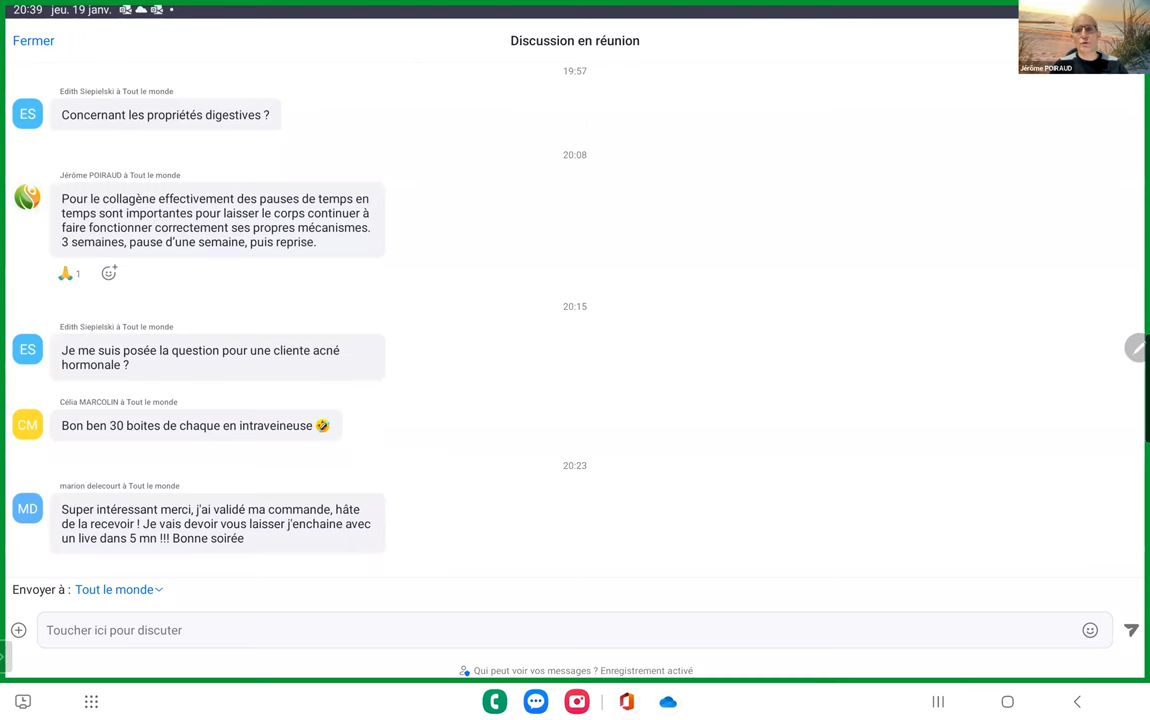 20:39 jeu. 19 janv.
Fermer
Discussion en réunion
Jérôme POIRAUD
19:57
Edith Siepielski à Tout le monde
ES
Concernant les propriétés digestives ?
20:08
Jérôme POIRAUD à Tout le monde
Pour le collagène effectivement des pauses de temps en
temps sont importantes pour laisser le corps continuer à
faire fonctionner correctement ses propres mécanismes.
3 semaines, pause d'une semaine, puis reprise.
🙏 1
20:15
Edith Siepielski à Tout le monde
ES
Je me suis posée la question pour une cliente acné
hormonale ?
Célia MARCOLIN à Tout le monde
CM
Bon ben 30 boites de chaque en intraveineuse 🤣
20:23
marion delecourt à Tout le monde
MD
Super intéressant merci, j'ai validé ma commande, hâte
de la recevoir ! Je vais devoir vous laisser j'enchaine avec
un live dans 5 mn !!! Bonne soirée
Envoyer à : Tout le monde
Toucher ici pour discuter
Qui peut voir vos messages ? Enregistrement activé